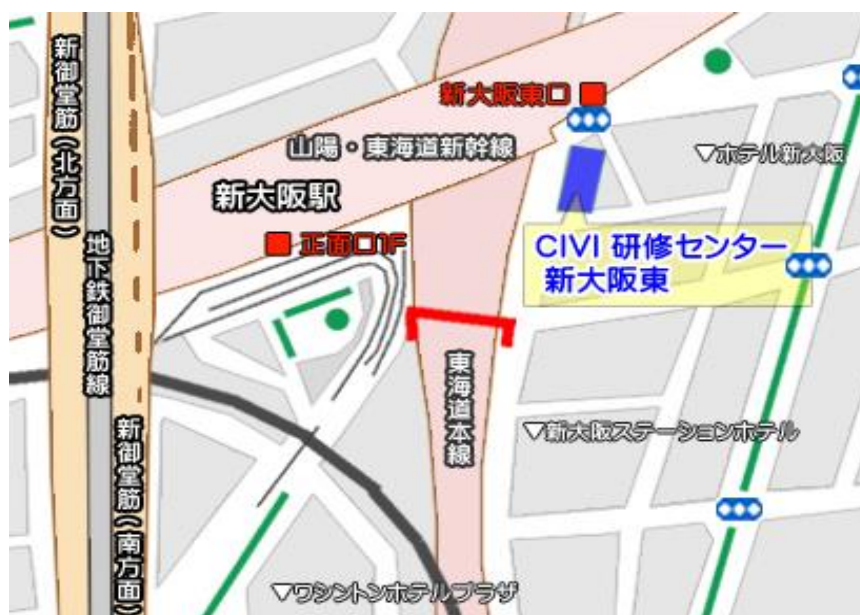 新御堂筋(北方面)
新大阪東口
山陽・東海道新幹線
▼ホテル新大阪
新大阪駅
正面口1F
CIVI 研修センター
新大阪東
地下鉄御堂筋線
東海道本線
新御堂筋(南方面)
▼新大阪ステーションホテル
▼ワシントンホテルプラザ